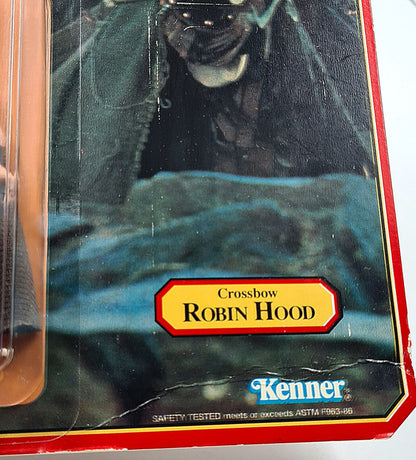 Crossbow
ROBIN HOOD
Kenner
SAFETY TESTED meets or exceeds ASTM F963-86